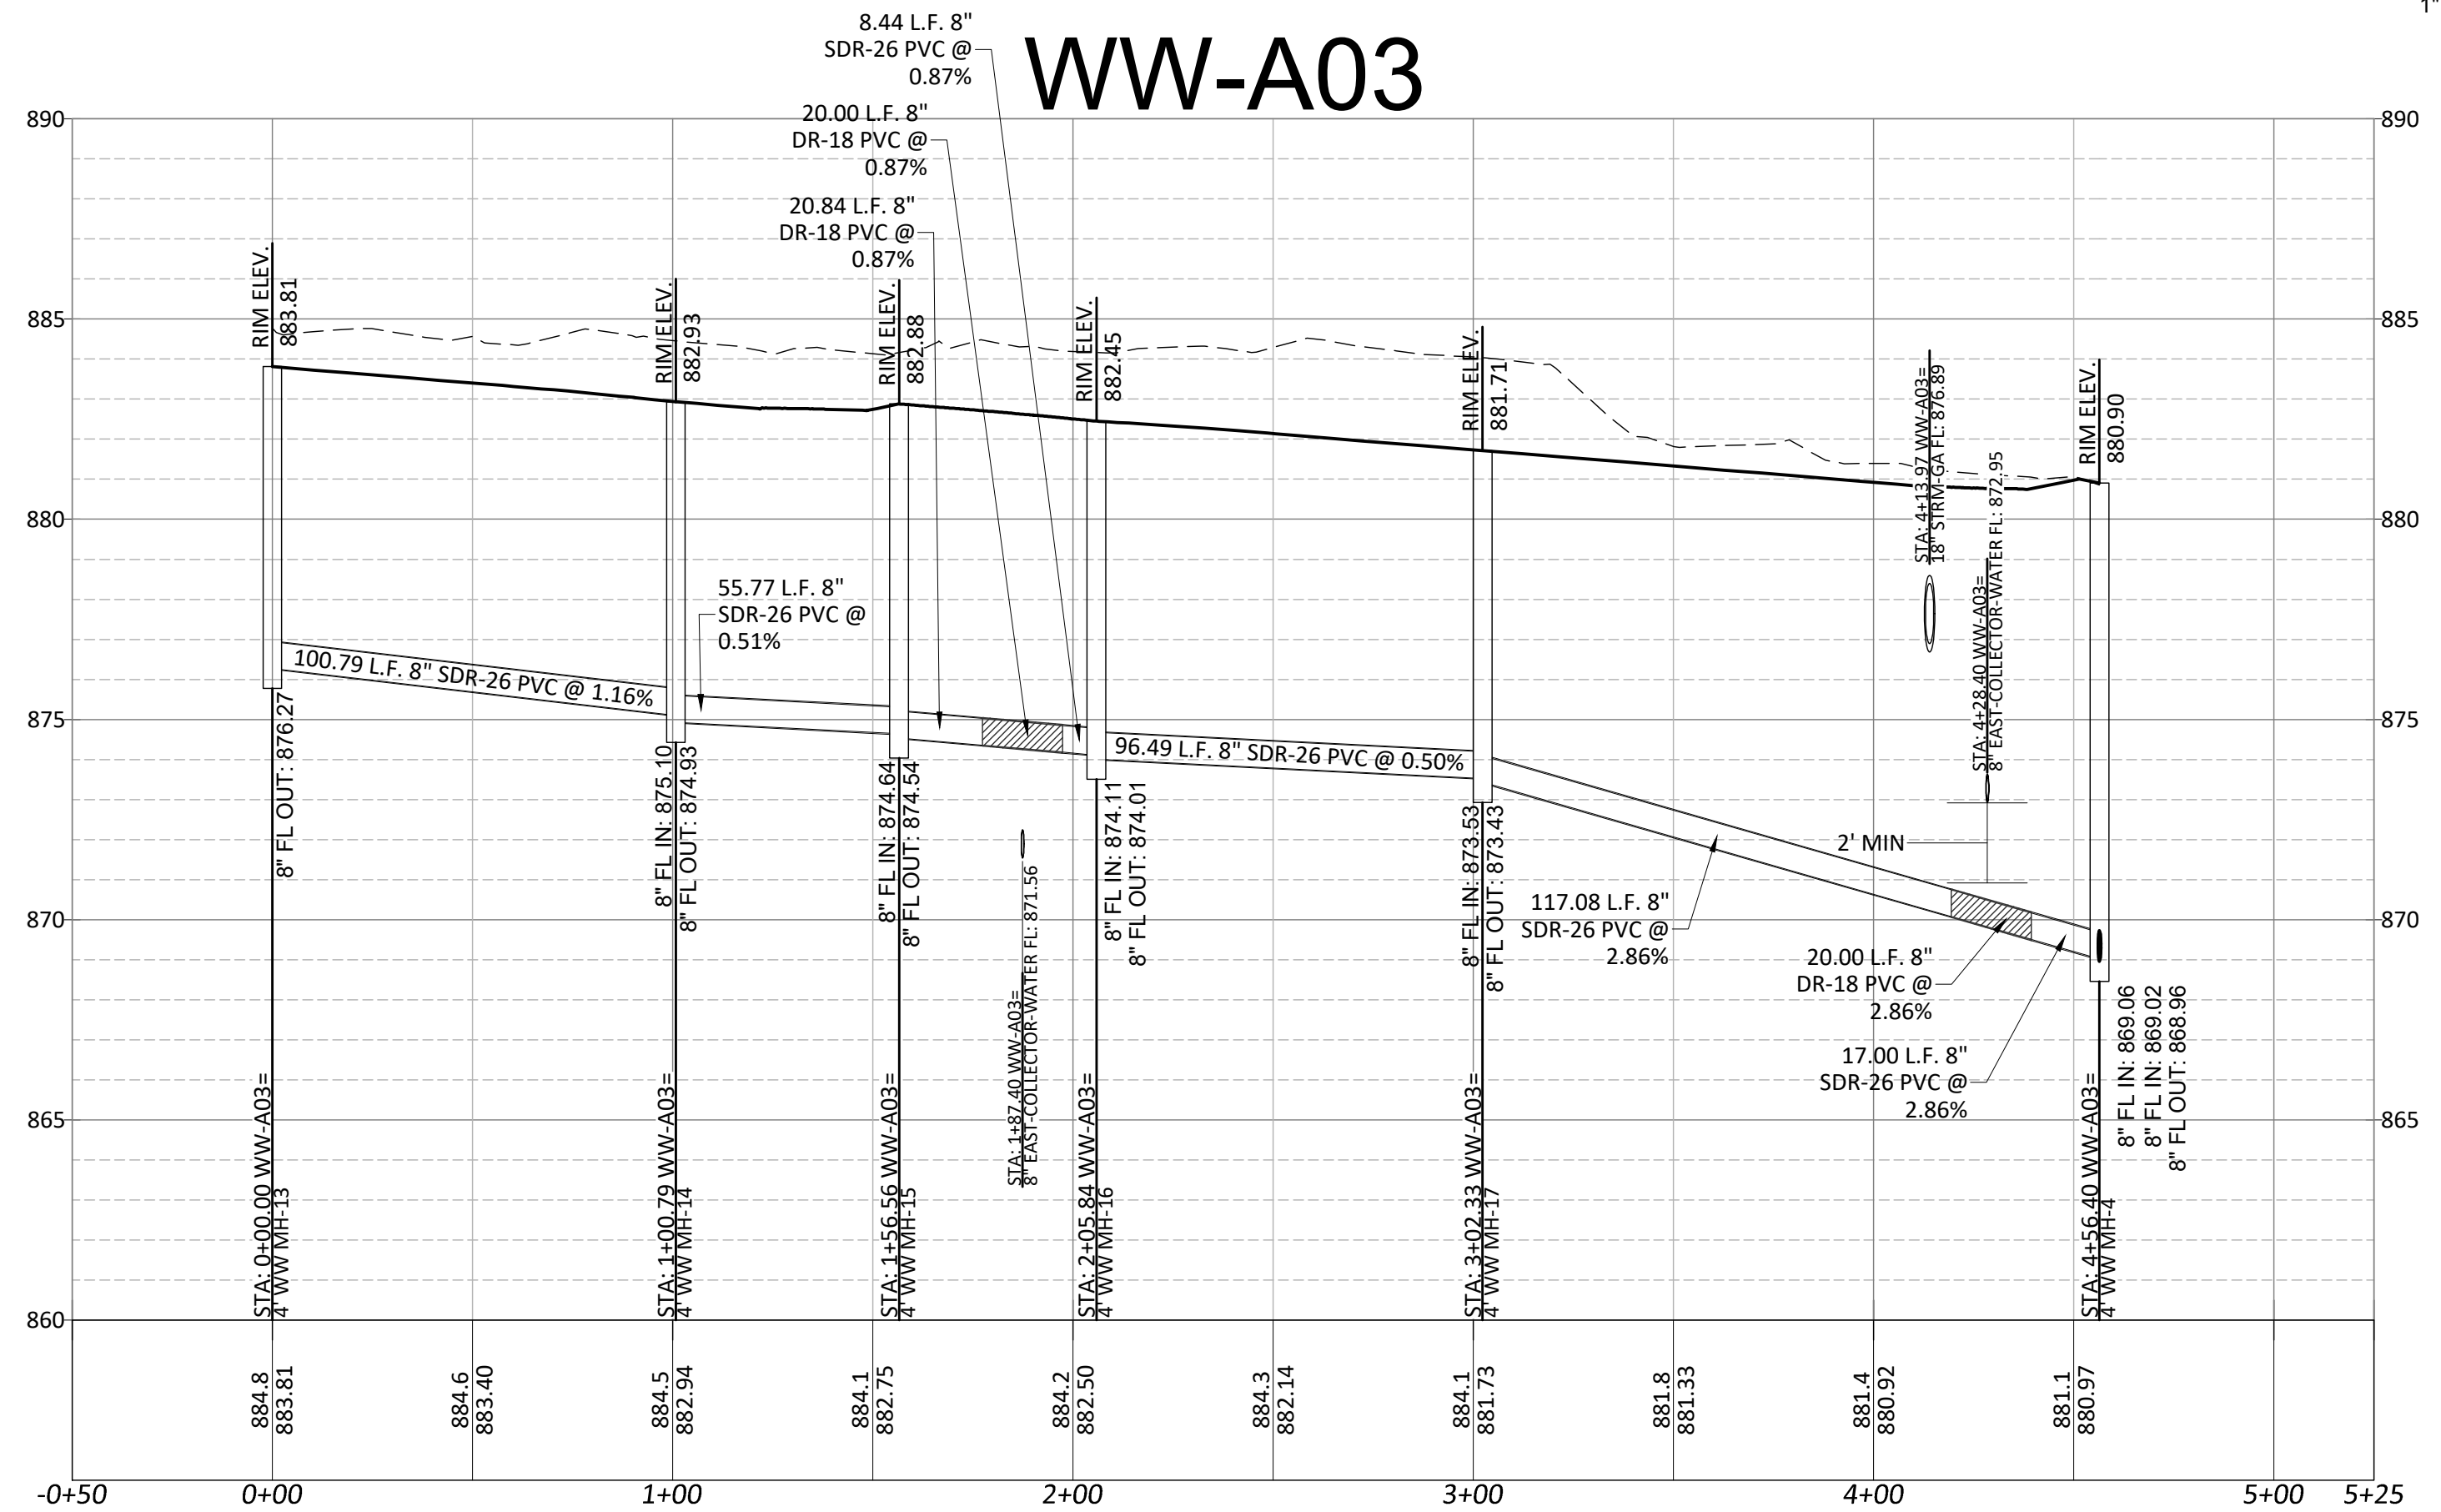 1"
WW-A03
8.44 L.F. 8"
SDR-26 PVC @
0.87%
20.00 L.F. 8"
DR-18 PVC @
0.87%
20.84 L.F. 8"
DR-18 PVC @
0.87%
890
890
885
885
880
880
875
875
870
870
865
865
860
RIM ELEV.
883.81
RIM ELEV.
882.93
RIM ELEV.
882.88
RIM ELEV.
882.45
RIM ELEV.
881.71
STA: 4+13.97 WW-A03=
18" STRM-GA FL: 876.89
STA: 4+28.40 WW-A03=
8" EAST-COLLECTOR-WATER FL: 872.95
RIM ELEV.
880.90
55.77 L.F. 8"
SDR-26 PVC @
0.51%
100.79 L.F. 8" SDR-26 PVC @ 1.16%
96.49 L.F. 8" SDR-26 PVC @ 0.50%
8" FL OUT: 876.27
8" FL IN: 875.10
8" FL OUT: 874.93
8" FL IN: 874.64
8" FL OUT: 874.54
8" FL IN: 874.11
8" FL OUT: 874.01
8" FL IN: 873.53
8" FL OUT: 873.43
2' MIN
117.08 L.F. 8"
SDR-26 PVC @
2.86%
20.00 L.F. 8"
DR-18 PVC @
2.86%
17.00 L.F. 8"
SDR-26 PVC @
2.86%
8" FL IN: 869.06
8" FL IN: 869.02
8" FL OUT: 868.96
STA: 0+00.00 WW-A03=
4' WW MH-13
STA: 1+00.79 WW-A03=
4' WW MH-14
STA: 1+56.56 WW-A03=
4' WW MH-15
STA: 1+87.40 WW-A03=
8" EAST-COLLECTOR-WATER FL: 871.56
STA: 2+05.84 WW-A03=
4' WW MH-16
STA: 3+02.33 WW-A03=
4' WW MH-17
STA: 4+56.40 WW-A03=
4' WW MH-4
884.8
883.81
884.6
883.40
884.5
882.94
884.1
882.75
884.2
882.50
884.3
882.14
884.1
881.73
881.8
881.33
881.4
880.92
881.1
880.97
-0+50
0+00
1+00
2+00
3+00
4+00
5+00
5+25